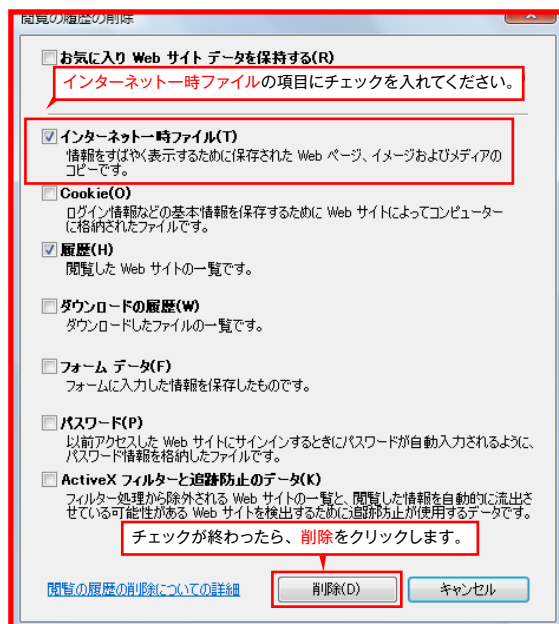 閲覧の履歴の削除
お気に入り Web サイト データを保持する(R)
インターネット一時ファイルの項目にチェックを入れてください。
インターネット一時ファイル(T)
情報をすばやく表示するために保存された Web ページ、イメージおよびメディアの
コピーです。
Cookie(O)
ログイン情報などの基本情報を保存するために Web サイトによってコンピューター
に格納されたファイルです。
履歴(H)
閲覧した Web サイトの一覧です。
ダウンロードの履歴(W)
ダウンロードしたファイルの一覧です。
フォーム データ(F)
フォームに入力した情報を保存したものです。
パスワード(P)
以前アクセスした Web サイトにサインインするときにパスワードが自動入力されるように、
パスワード情報を格納したファイルです。
ActiveX フィルターと追跡防止のデータ(K)
フィルター処理から除外される Web サイトの一覧と、閲覧した情報を自動的に流出さ
せている可能性がある Web サイトを検出するために追跡防止が使用するデータです。
チェックが終わったら、削除をクリックします。
閲覧の履歴の削除についての詳細
削除(D)
キャンセル